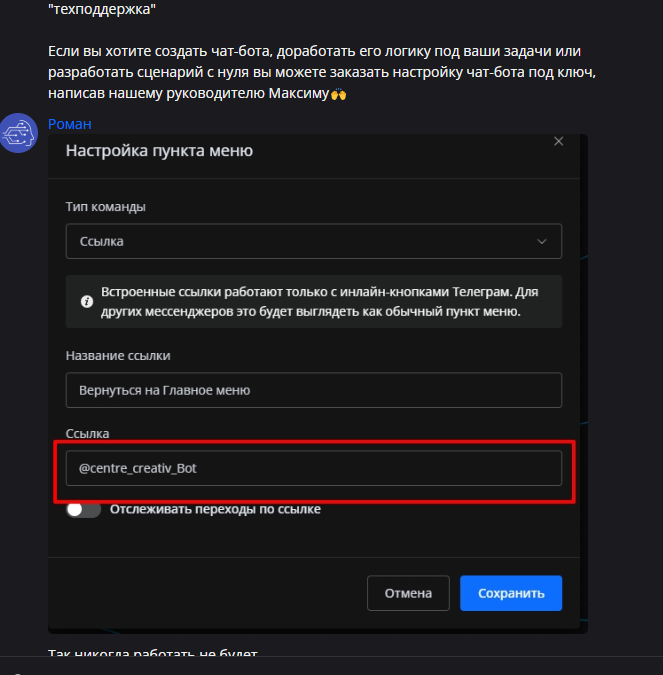 "техподдержка"
Если вы хотите создать чат-бота, доработать его логику под ваши задачи или
разработать сценарий с нуля вы можете заказать настройку чат-бота под ключ,
написав нашему руководителю Максиму🙌
Роман
Настройка пункта меню
Тип команды
Ссылка
Встроенные ссылки работают только с инлайн-кнопками Телеграм. Для
других мессенджеров это будет выглядеть как обычный пункт меню.
Название ссылки
Вернуться на Главное меню
Ссылка
@centre_creativ_Bot
Отслеживать переходы по ссылке
Отмена
Сохранить
Так никогда работать не будет